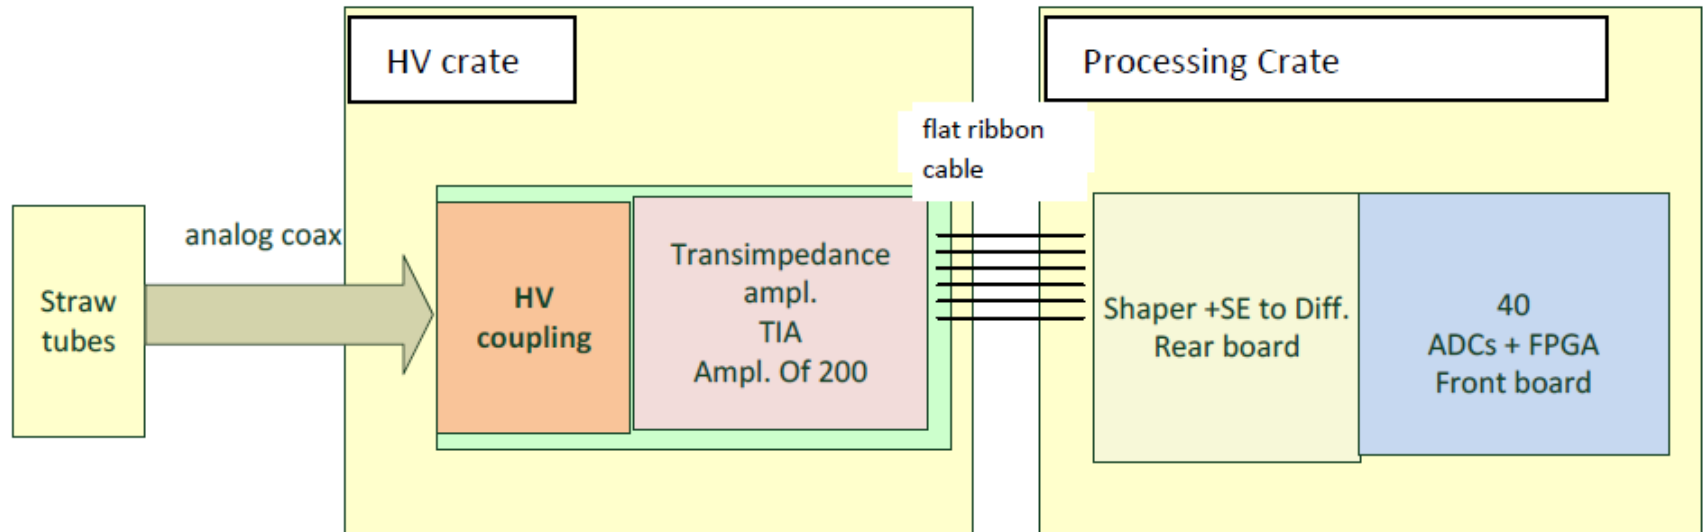 HV crate
Processing Crate
flat ribbon
cable
analog coax
Straw
tubes
HV
coupling
Transimpedance
ampl.
TIA
Ampl. Of 200
Shaper +SE to Diff.
Rear board
40
ADCs + FPGA
Front board